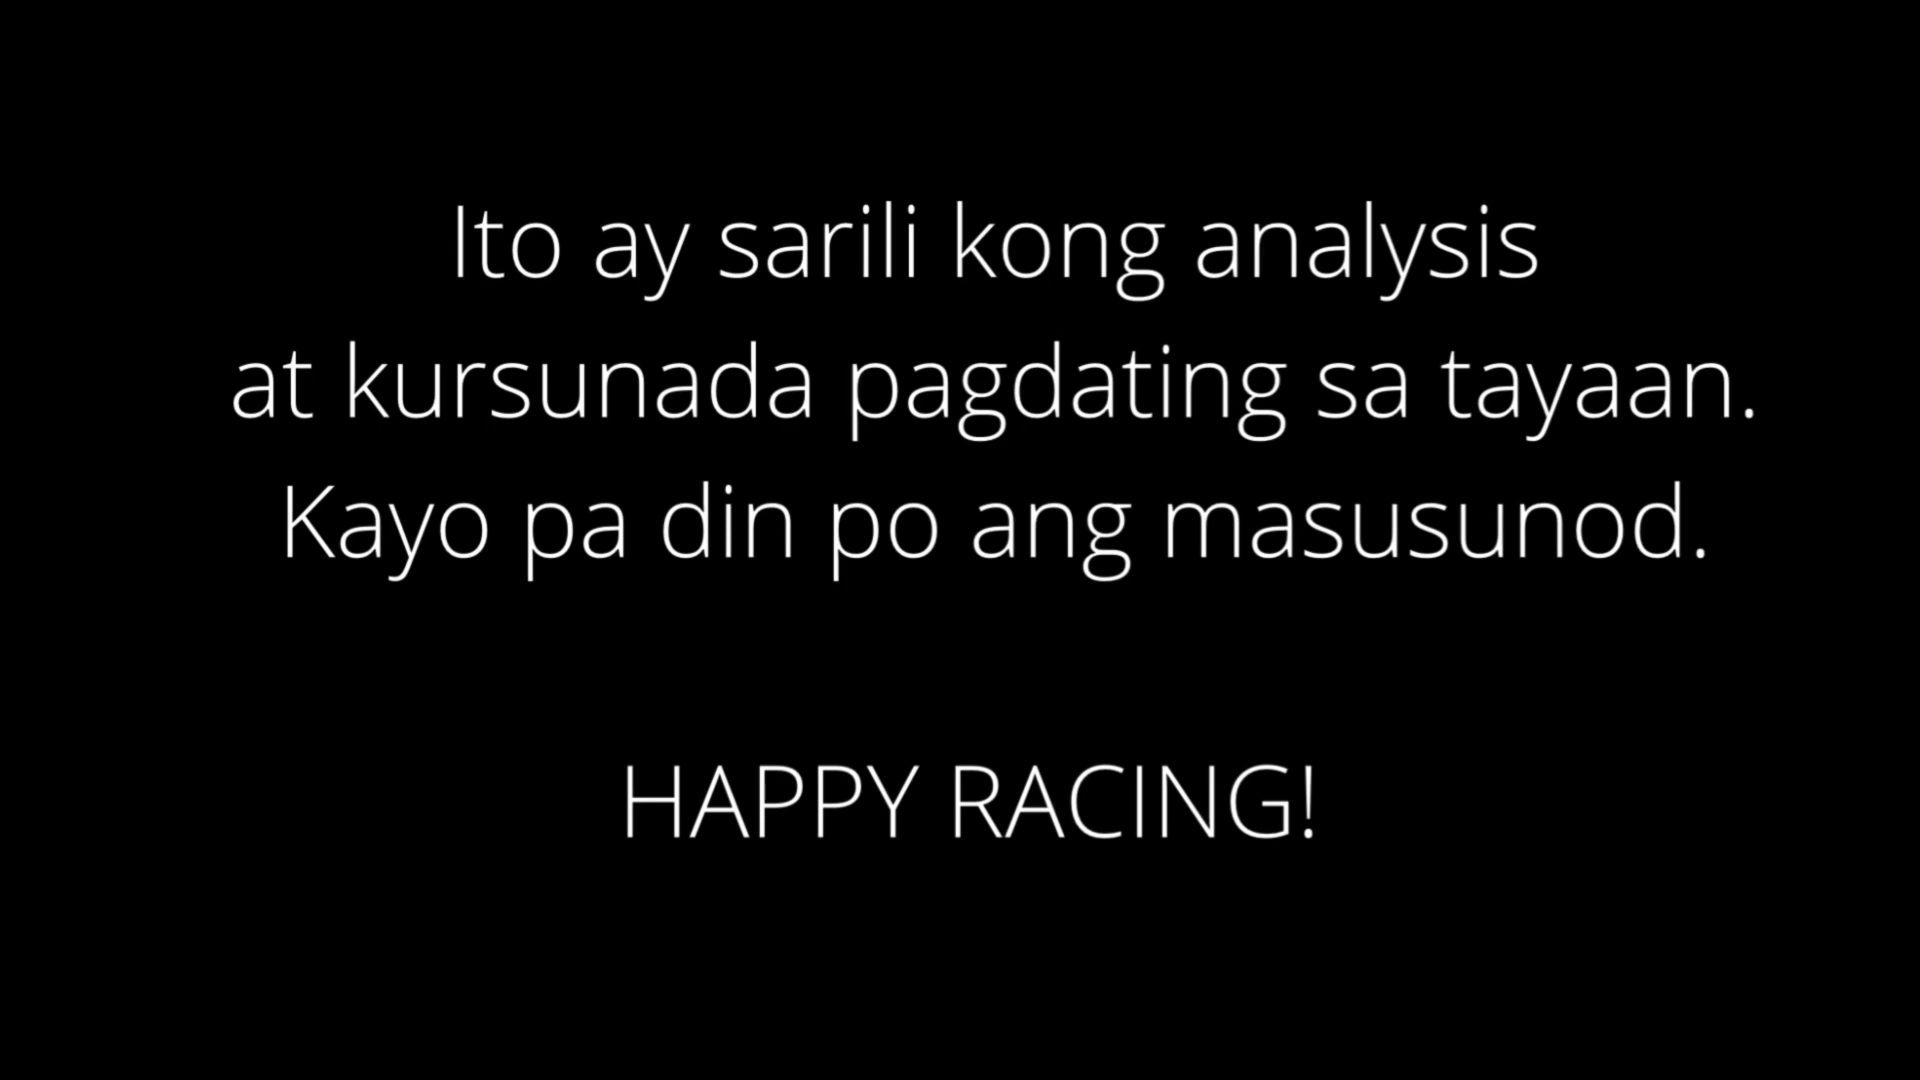 Ito ay sarili kong analysis
at kursunada pagdating sa tayaan.
Kayo pa din po ang masusunod.
HAPPY RACING!